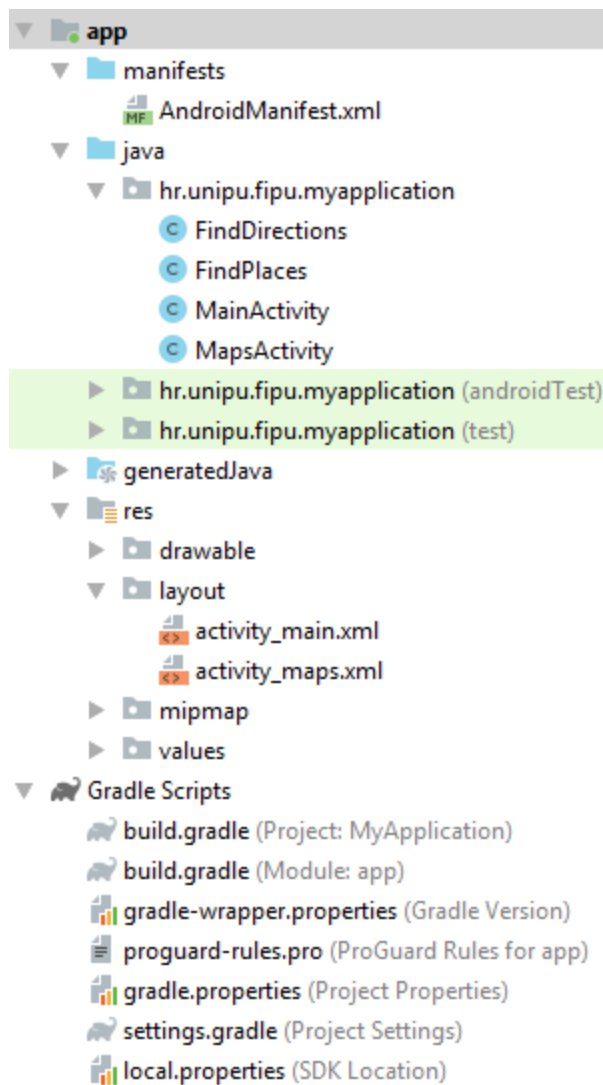 app
manifests
AndroidManifest.xml
java
hr.unipu.fipu.myapplication
FindDirections
FindPlaces
MainActivity
MapsActivity
hr.unipu.fipu.myapplication (androidTest)
hr.unipu.fipu.myapplication (test)
generatedJava
res
drawable
layout
activity_main.xml
activity_maps.xml
mipmap
values
Gradle Scripts
build.gradle (Project: MyApplication)
build.gradle (Module: app)
gradle-wrapper.properties (Gradle Version)
proguard-rules.pro (ProGuard Rules for app)
gradle.properties (Project Properties)
settings.gradle (Project Settings)
local.properties (SDK Location)